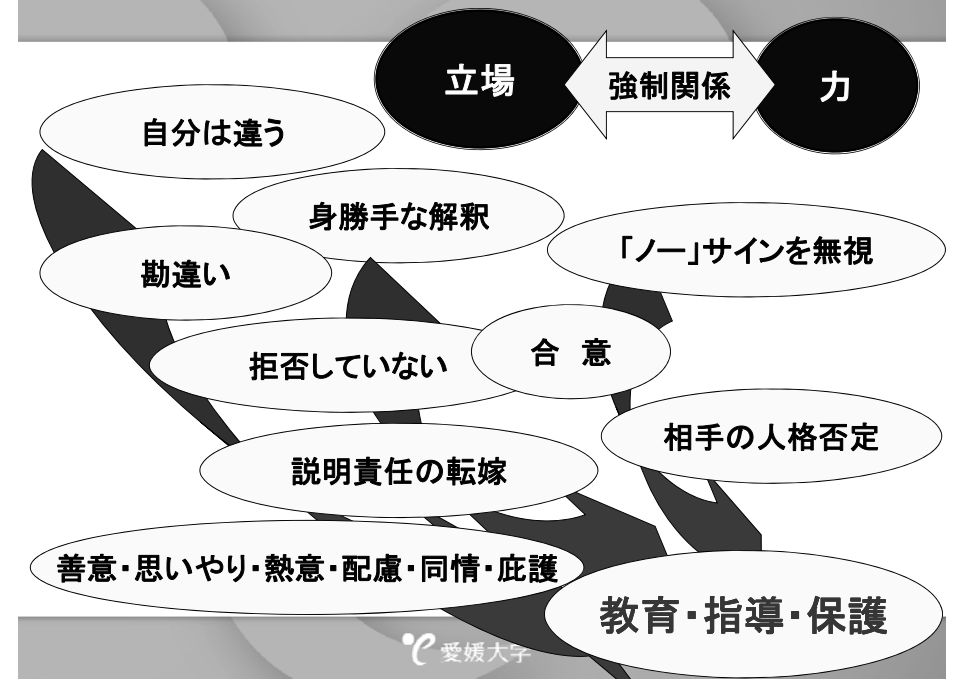 立場
強制関係
力
自分は違う
身勝手な解釈
「ノー」サインを無視
勘違い
拒否していない
合　意
相手の人格否定
説明責任の転嫁
善意・思いやり・熱意・配慮・同情・庇護
教育・指導・保護
愛媛大学